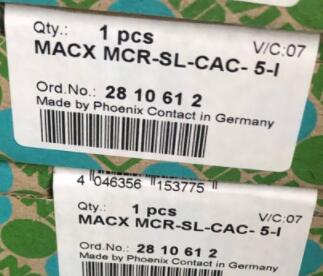 Qty.: 1 pcs V/C:07
MACX MCR-SL-CAC- 5-I
Ord.No.: 28 10 61 2
Made by Phoenix Contact in Germany
4 046356 153775
Qty.: 1 pcs V/C:07
MACX MCR-SL-CAC- 5-I
Ord.No.: 28 10 61 2
Made by Phoenix Contact in Germany